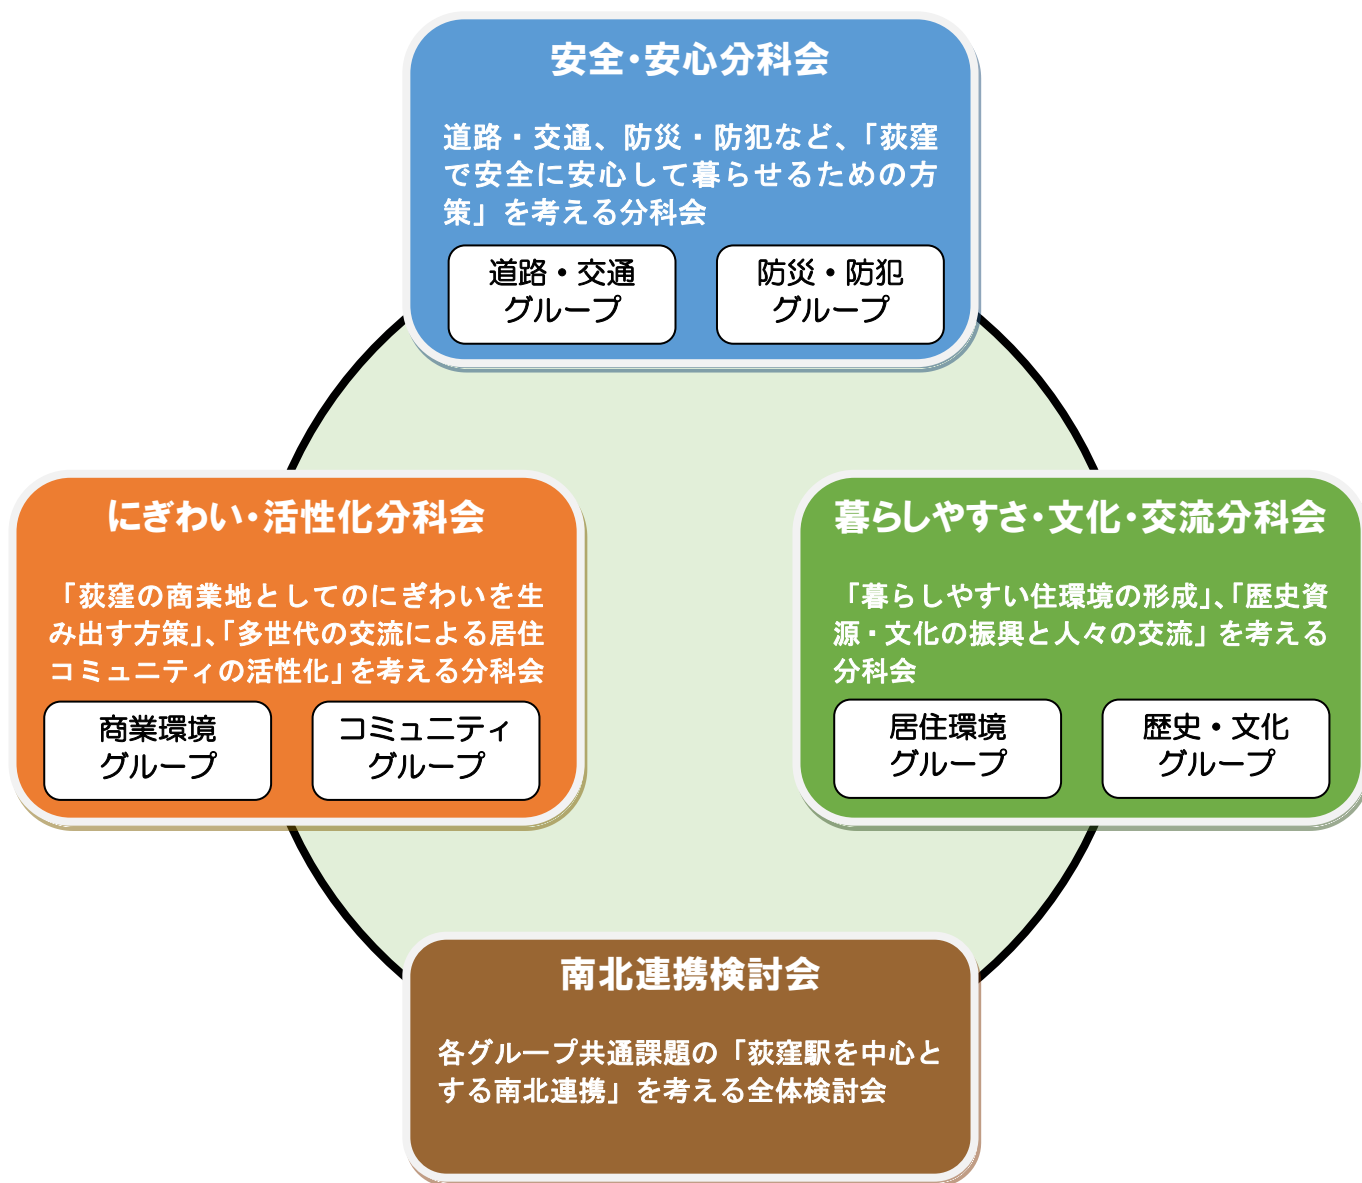 安全・安心分科会
道路・交通、防災・防犯など、「荻窪
で安全に安心して暮らせるための方
策」を考える分科会
道路・交通
グループ
防災・防犯
グループ
にぎわい・活性化分科会
「荻窪の商業地としてのにぎわいを生
み出す方策」、「多世代の交流による居住
コミュニティの活性化」を考える分科会
商業環境
グループ
コミュニティ
グループ
暮らしやすさ・文化・交流分科会
「暮らしやすい住環境の形成」、「歴史資
源・文化の振興と人々の交流」を考える
分科会
居住環境
グループ
歴史・文化
グループ
南北連携検討会
各グループ共通課題の「荻窪駅を中心と
する南北連携」を考える全体検討会